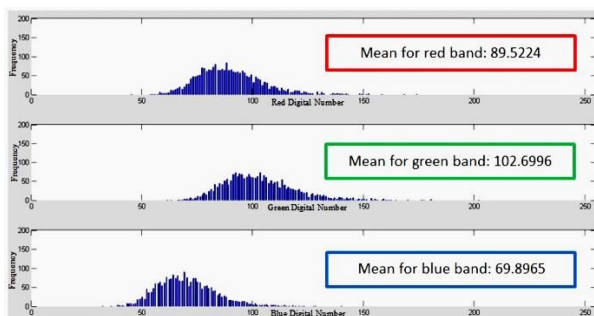 200
150
100
50
0
Frequency
Mean for red band: 89.5224
0 50 100 150 200 250
Red Digital Number
200
150
100
50
0
Frequency
Mean for green band: 102.6996
0 50 100 150 200 250
Green Digital Number
200
150
100
50
0
Frequency
Mean for blue band: 69.8965
0 50 100 150 200 250
Blue Digital Number